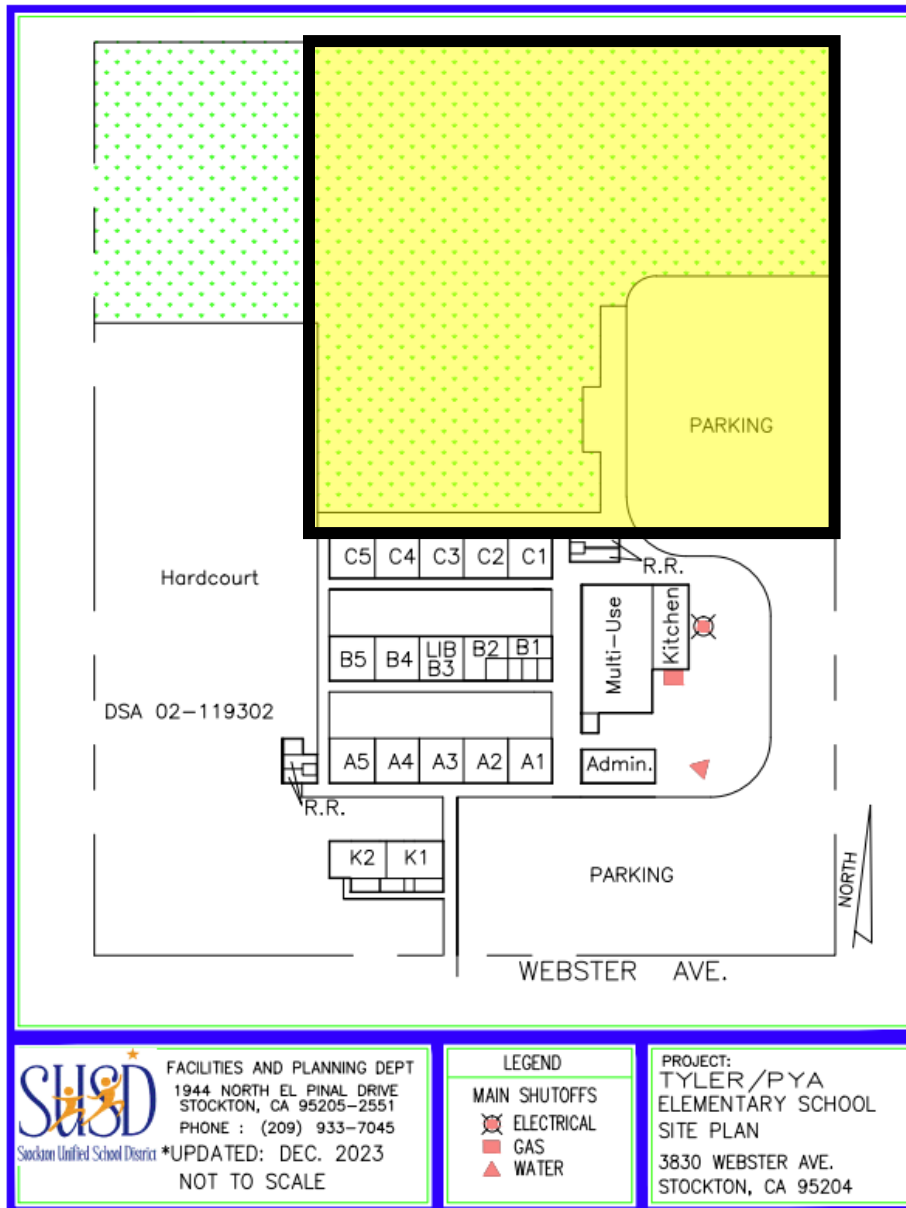 PARKING
C5 C4 C3 C2 C1
R.R.
Hardcourt
Multi-Use
Kitchen
B5 B4 LIB B3 B2 B1
DSA 02-119302
A5 A4 A3 A2 A1
Admin.
R.R.
K2 K1
PARKING
NORTH
WEBSTER AVE.
SUSD
Stockton Unified School District
FACILITIES AND PLANNING DEPT
1944 NORTH EL PINAL DRIVE
STOCKTON, CA 95205-2551
PHONE : (209) 933-7045
*UPDATED: DEC. 2023
NOT TO SCALE
LEGEND
MAIN SHUTOFFS
ELECTRICAL
GAS
WATER
PROJECT:
TYLER/PYA
ELEMENTARY SCHOOL
SITE PLAN
3830 WEBSTER AVE.
STOCKTON, CA 95204